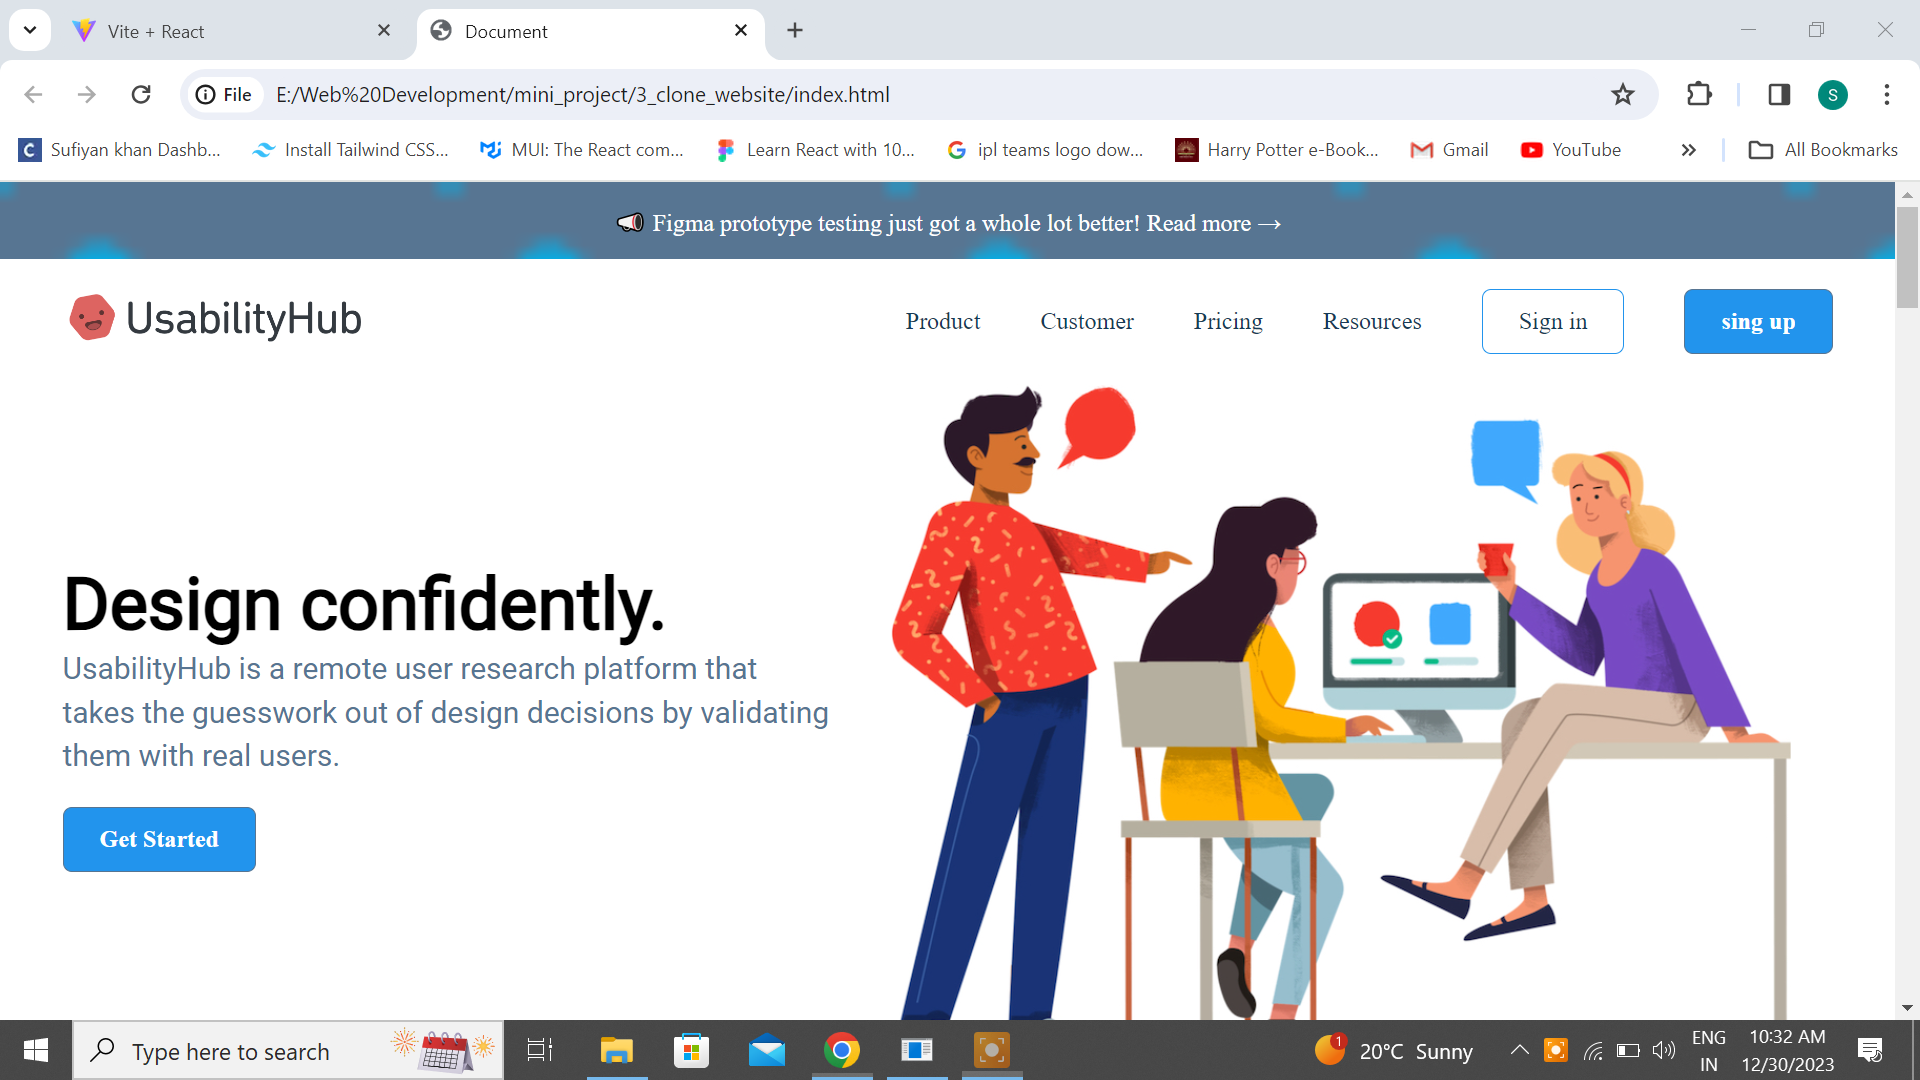 Vite + React
Document
File E:/Web%20Development/mini_project/3_clone_website/index.html
S
Sufiyan khan Dashb...
Install Tailwind CSS...
MUI: The React com...
Learn React with 10...
ipl teams logo dow...
Harry Potter e-Book...
Gmail
YouTube
All Bookmarks
Figma prototype testing just got a whole lot better! Read more →
UsabilityHub
Product
Customer
Pricing
Resources
Sign in
sing up
Design confidently.
UsabilityHub is a remote user research platform that
takes the guesswork out of design decisions by validating
them with real users.
Get Started
Type here to search
1
20°C Sunny
ENG
IN
10:32 AM
12/30/2023